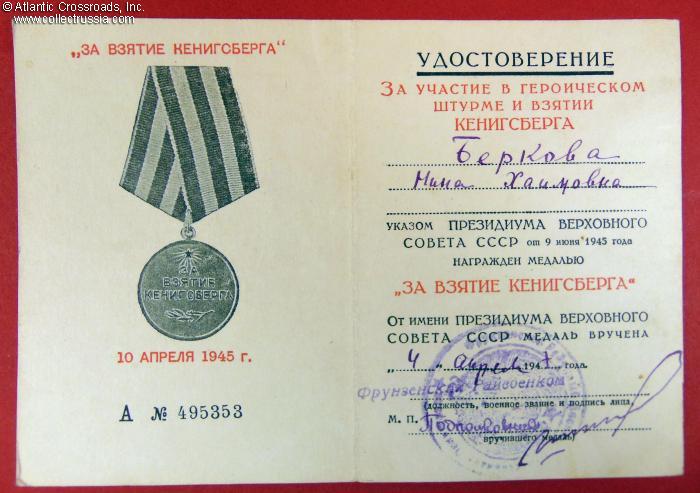 © Atlantic Crossroads, Inc.
www.collectrussia.com
„ЗА ВЗЯТИЕ КЕНИГСБЕРГА“
ЗА
ВЗЯТИЕ
КЕНИГСБЕРГА
10 АПРЕЛЯ 1945 г.
А № 495353
УДОСТОВЕРЕНИЕ
ЗА УЧАСТИЕ В ГЕРОИЧЕСКОМ
ШТУРМЕ И ВЗЯТИИ
КЕНИГСБЕРГА
Беркова
Нина Хаимовна
УКАЗОМ ПРЕЗИДИУМА ВЕРХОВНОГО
СОВЕТА СССР от 9 июня 1945 года
НАГРАЖДЕН МЕДАЛЬЮ
„ЗА ВЗЯТИЕ КЕНИГСБЕРГА“
От имени ПРЕЗИДИУМА ВЕРХОВНОГО
СОВЕТА СССР МЕДАЛЬ ВРУЧЕНА
„4“ апреля 1947 года.
Фрунзенский Райвоенком
(должность, военное звание и подпись лица,
М. П. Подполковник
вручившего медаль)